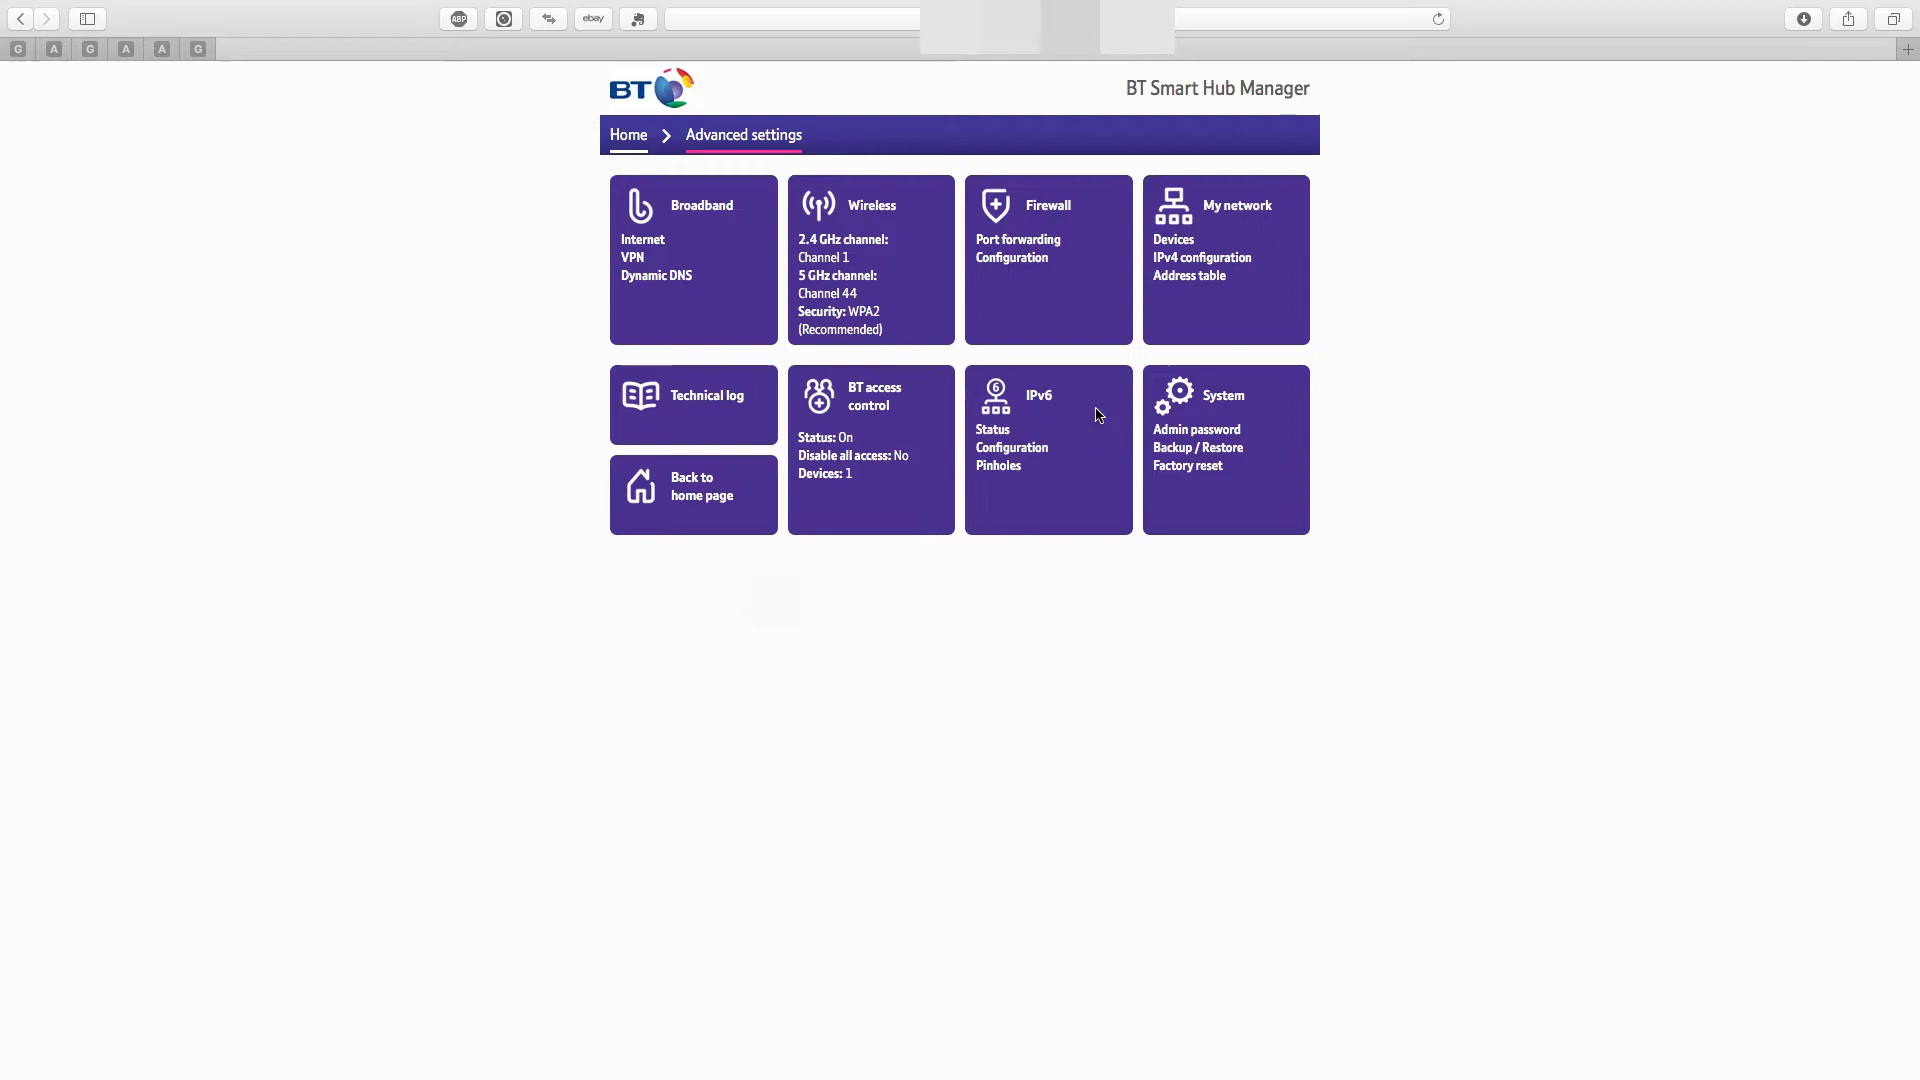 ABP
ebay
G A G A A G
BT
BT Smart Hub Manager
Home
Advanced settings
Broadband
Internet
VPN
Dynamic DNS
Wireless
2.4 GHz channel:
Channel 1
5 GHz channel:
Channel 44
Security: WPA2
(Recommended)
Firewall
Port forwarding
Configuration
My network
Devices
IPv4 configuration
Address table
Technical log
Back to
home page
BT access
control
Status: On
Disable all access: No
Devices: 1
6
IPv6
Status
Configuration
Pinholes
System
Admin password
Backup / Restore
Factory reset